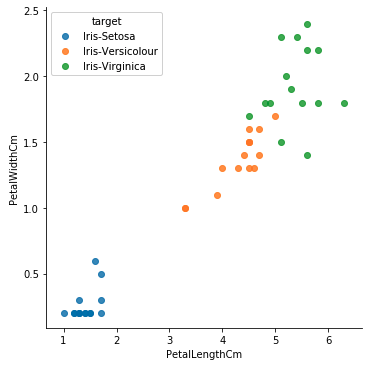 target
Iris-Setosa
Iris-Versicolour
Iris-Virginica
2.5
2.0
1.5
1.0
0.5
PetalWidthCm
1 2 3 4 5 6
PetalLengthCm